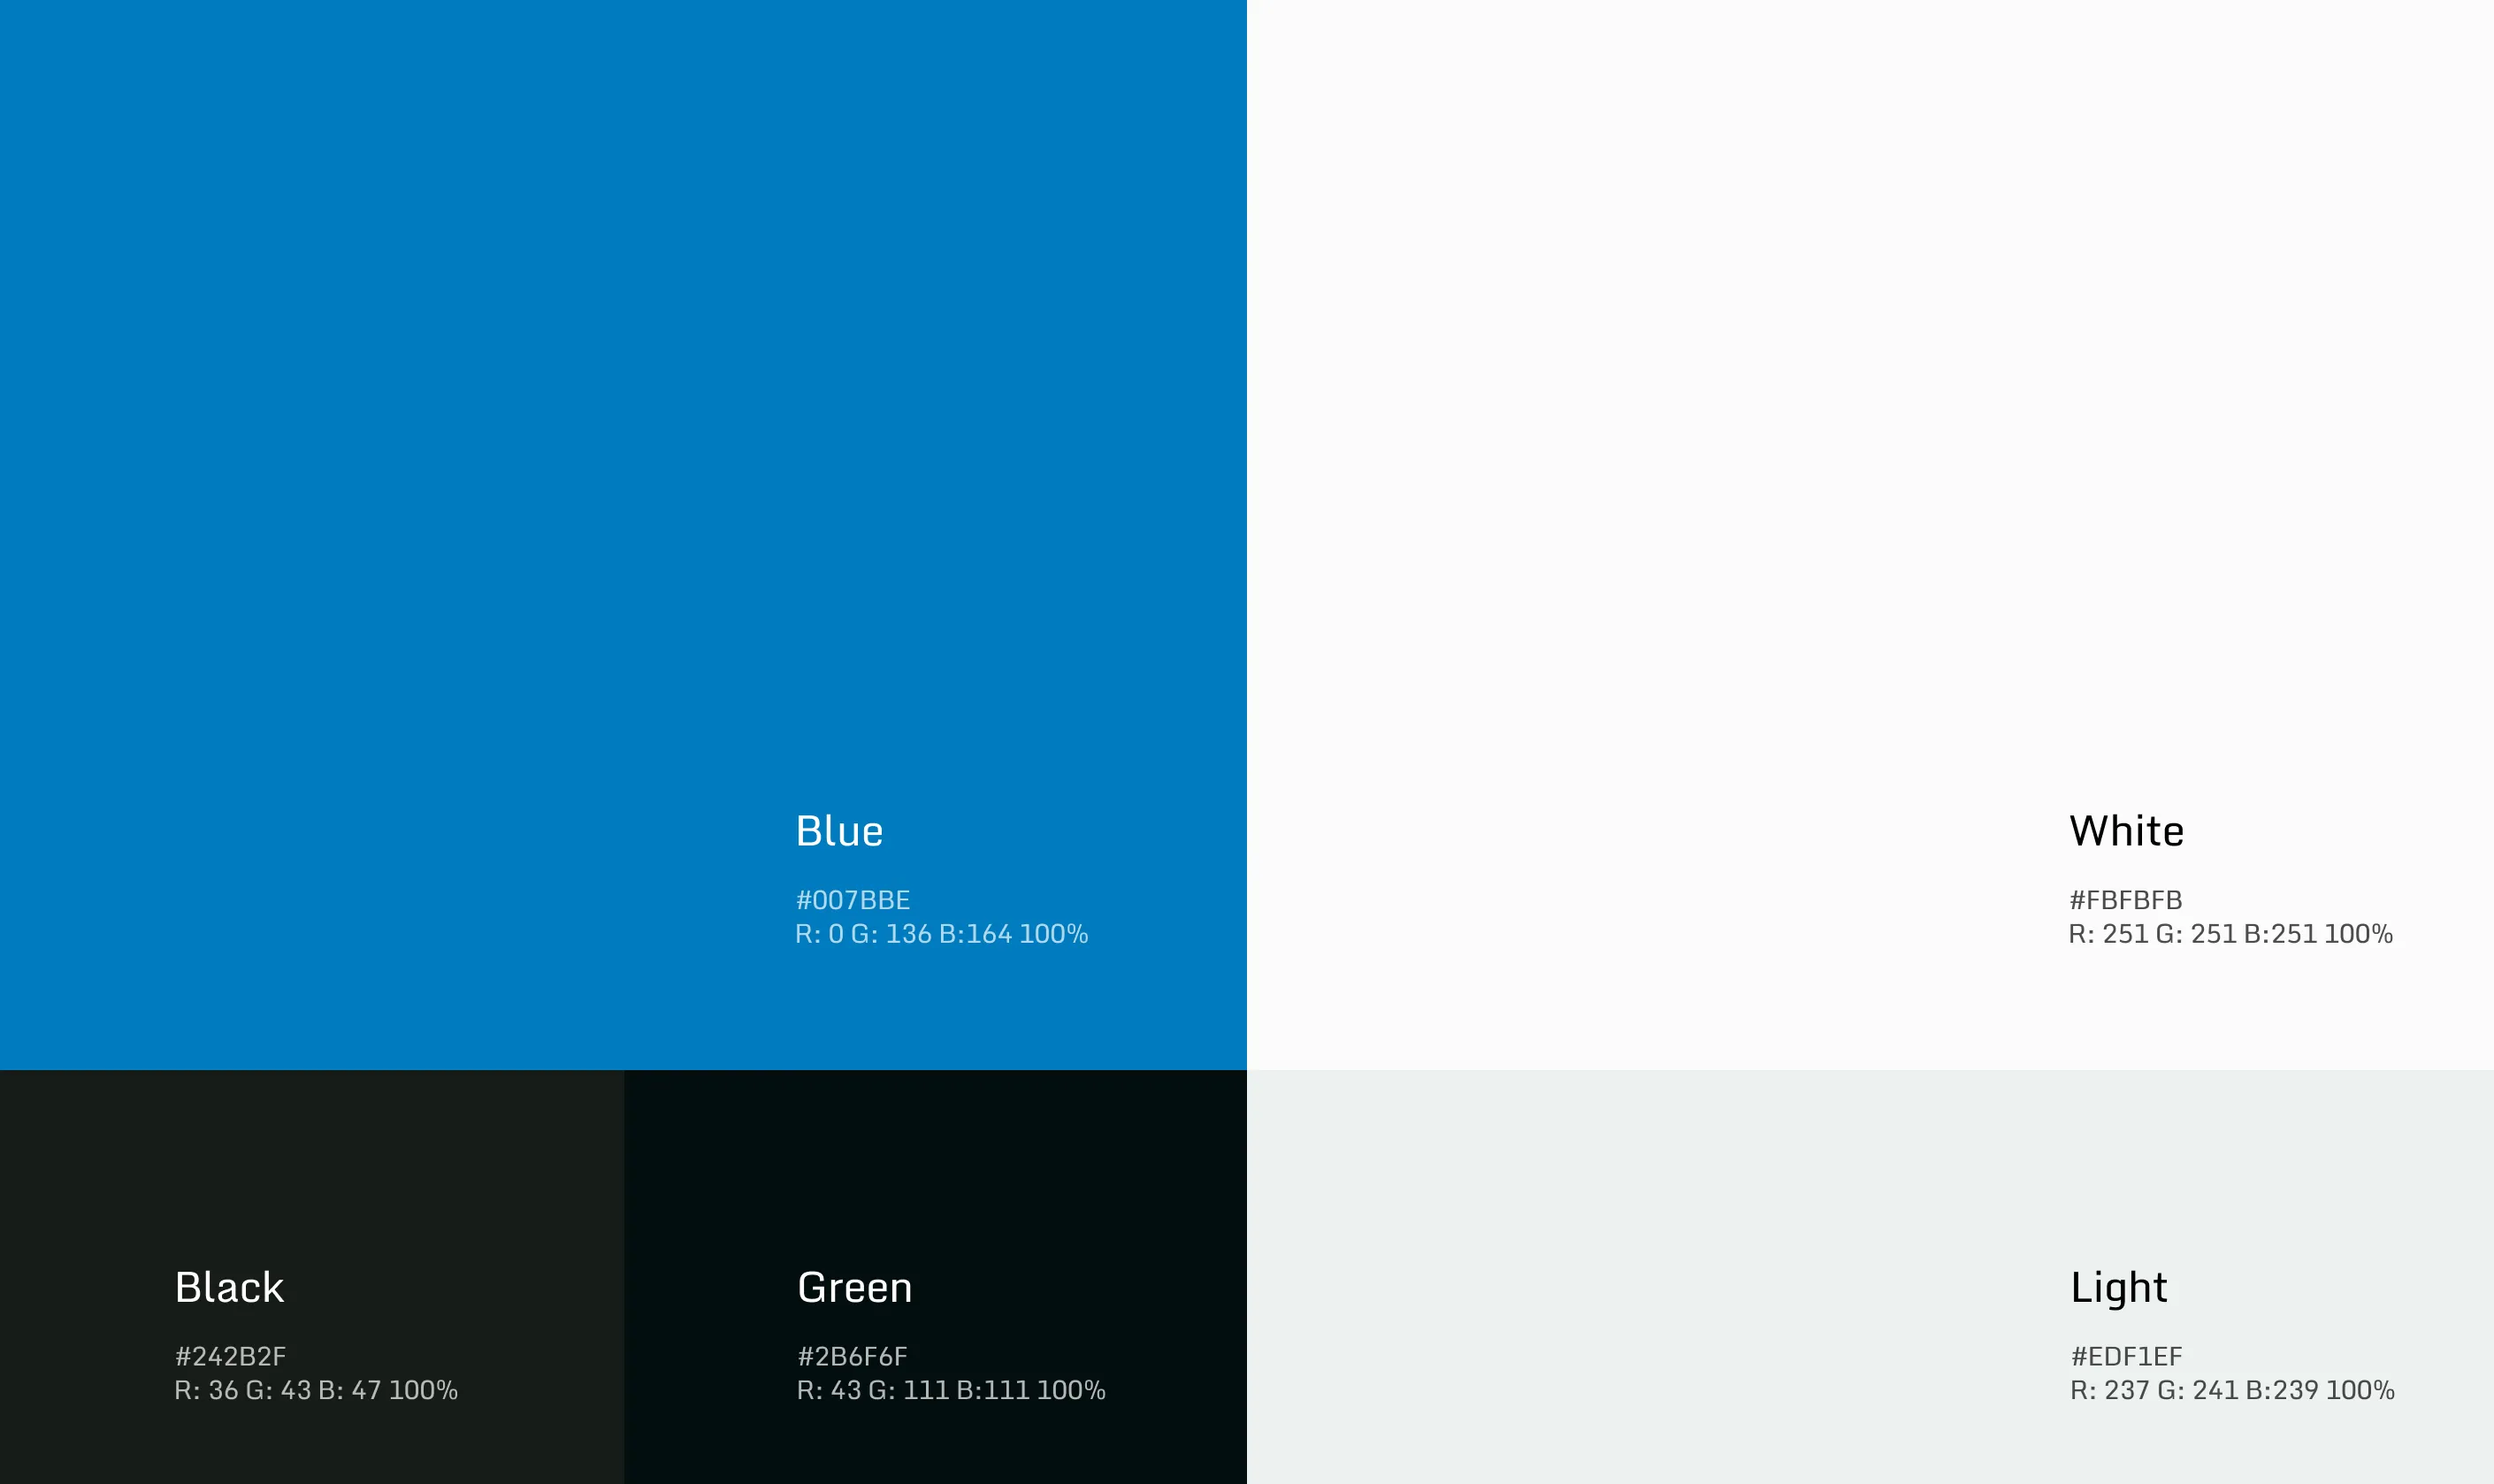 Blue
#007BBE
R: 0 G: 136 B:164 100%
White
#FBFBFB
R: 251 G: 251 B:251 100%
Black
#242B2F
R: 36 G: 43 B: 47 100%
Green
#2B6F6F
R: 43 G: 111 B:111 100%
Light
#EDF1EF
R: 237 G: 241 B:239 100%